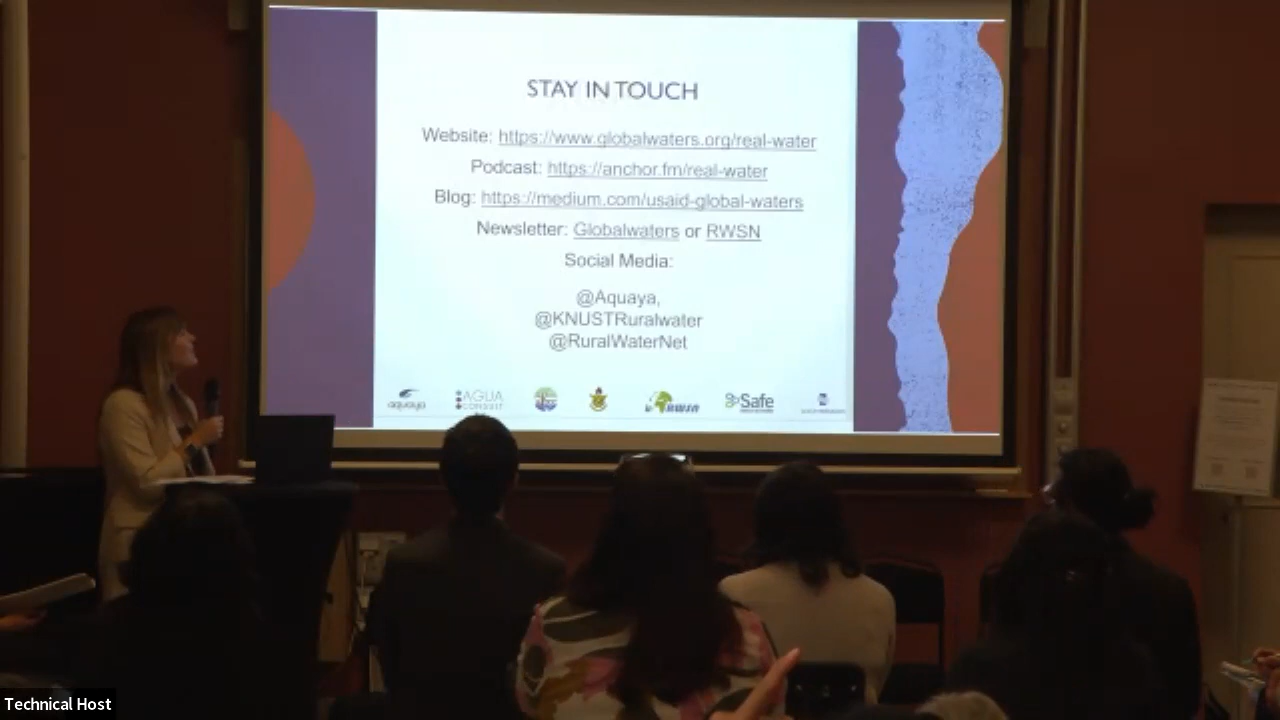 STAY IN TOUCH
Website: https://www.globalwaters.org/real-water
Podcast: https://anchor.fm/real-water
Blog: https://medium.com/usaid-global-waters
Newsletter: Globalwaters or RWSN
Social Media:
@Aquaya,
@KNUSTRuralwater
@RuralWaterNet
aquaya
AGUA
CONSULT
RWSN
Safe
Technical Host